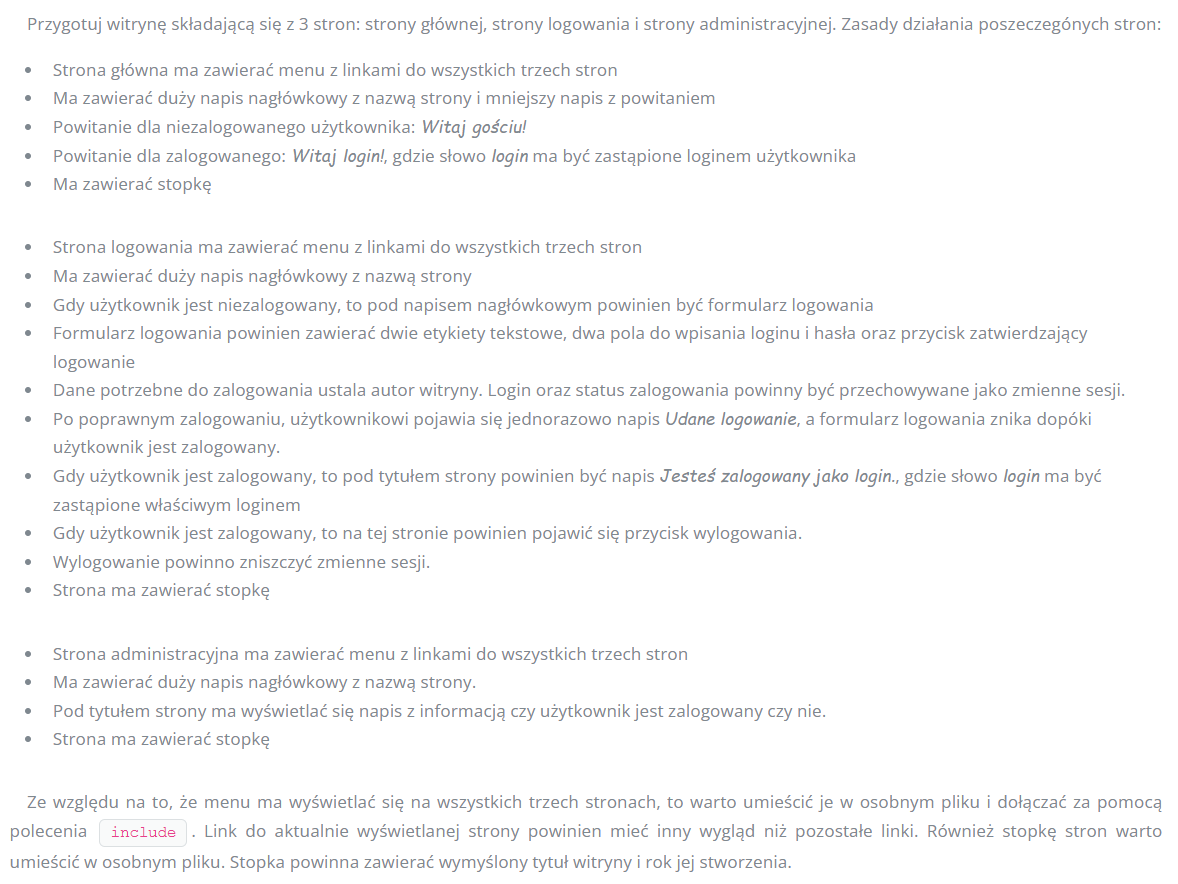 Przygotuj witrynę składającą się z 3 stron: strony głównej, strony logowania i strony administracyjnej. Zasady działania poszczegónych stron:
• Strona główna ma zawierać menu z linkami do wszystkich trzech stron
• Ma zawierać duży napis nagłówkowy z nazwą strony i mniejszy napis z powitaniem
• Powitanie dla niezalogowanego użytkownika: Witaj gościu!
• Powitanie dla zalogowanego: Witaj login!, gdzie słowo login ma być zastąpione loginem użytkownika
• Ma zawierać stopkę
• Strona logowania ma zawierać menu z linkami do wszystkich trzech stron
• Ma zawierać duży napis nagłówkowy z nazwą strony
• Gdy użytkownik jest niezalogowany, to pod napisem nagłówkowym powinien być formularz logowania
• Formularz logowania powinien zawierać dwie etykiety tekstowe, dwa pola do wpisania loginu i hasła oraz przycisk zatwierdzający
logowanie
• Dane potrzebne do zalogowania ustala autor witryny. Login oraz status zalogowania powinny być przechowywane jako zmienne sesji.
• Po poprawnym zalogowaniu, użytkownikowi pojawia się jednorazowo napis Udane logowanie, a formularz logowania znika dopóki
użytkownik jest zalogowany.
• Gdy użytkownik jest zalogowany, to pod tytułem strony powinien być napis Jesteś zalogowany jako login., gdzie słowo login ma być
zastąpione właściwym loginem
• Gdy użytkownik jest zalogowany, to na tej stronie powinien pojawić się przycisk wylogowania.
• Wylogowanie powinno zniszczyć zmienne sesji.
• Strona ma zawierać stopkę
• Strona administracyjna ma zawierać menu z linkami do wszystkich trzech stron
• Ma zawierać duży napis nagłówkowy z nazwą strony.
• Pod tytułem strony ma wyświetlać się napis z informacją czy użytkownik jest zalogowany czy nie.
• Strona ma zawierać stopkę
Ze względu na to, że menu ma wyświetlać się na wszystkich trzech stronach, to warto umieścić je w osobnym pliku i dołączać za pomocą
polecenia include . Link do aktualnie wyświetlanej strony powinien mieć inny wygląd niż pozostałe linki. Również stopkę stron warto
umieścić w osobnym pliku. Stopka powinna zawierać wymyślony tytuł witryny i rok jej stworzenia.